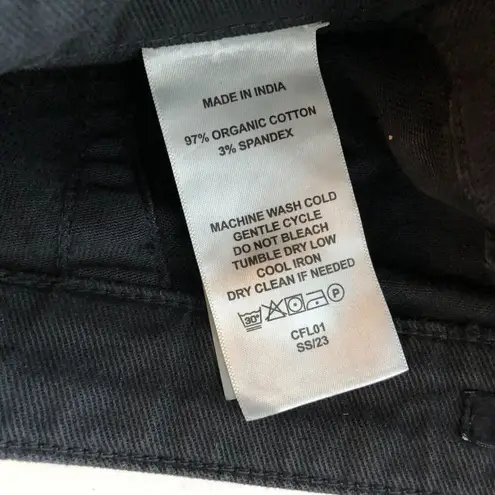 MADE IN INDIA
97% ORGANIC COTTON
3% SPANDEX
MACHINE WASH COLD
GENTLE CYCLE
DO NOT BLEACH
TUMBLE DRY LOW
COOL IRON
DRY CLEAN IF NEEDED
30° P
CFL01
SS/23